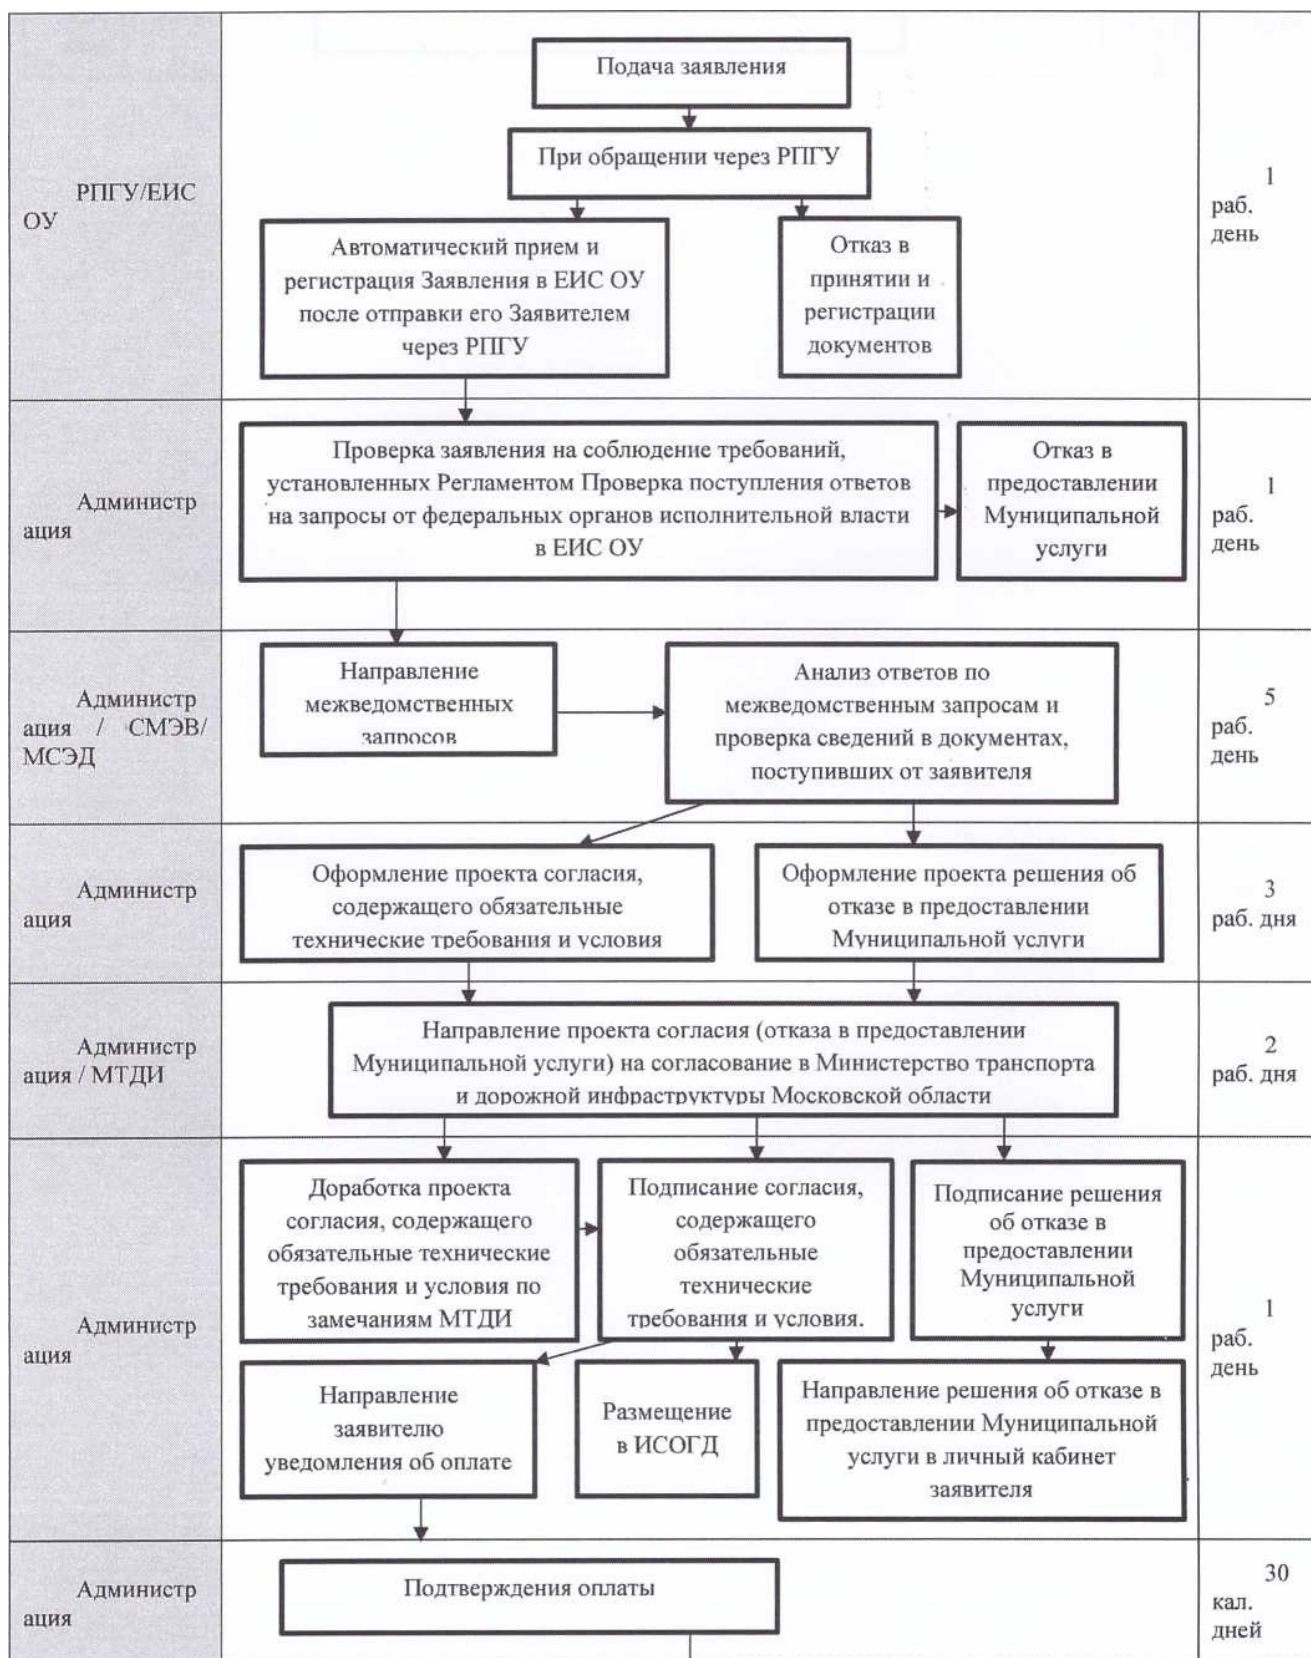 Подача заявления
При обращении через РПГУ
РПГУ/ЕИС
ОУ
Автоматический прием и
регистрация Заявления в ЕИС ОУ
после отправки его Заявителем
через РПГУ
Отказ в
принятии и
регистрации
документов
1
раб.
день
Администр
ация
Проверка заявления на соблюдение требований,
установленных Регламентом Проверка поступления ответов
на запросы от федеральных органов исполнительной власти
в ЕИС ОУ
Отказ в
предоставлении
Муниципальной
услуги
1
раб.
день
Администр
ация / СМЭВ/
МСЭД
Направление
межведомственных
запросов
Анализ ответов по
межведомственным запросам и
проверка сведений в документах,
поступивших от заявителя
5
раб.
день
Администр
ация
Оформление проекта согласия,
содержащего обязательные
технические требования и условия
Оформление проекта решения об
отказе в предоставлении
Муниципальной услуги
3
раб. дня
Администр
ация / МТДИ
Направление проекта согласия (отказа в предоставлении
Муниципальной услуги) на согласование в Министерство транспорта
и дорожной инфраструктуры Московской области
2
раб. дня
Администр
ация
Доработка проекта
согласия, содержащего
обязательные технические
требования и условия по
замечаниям МТДИ
Подписание согласия,
содержащего
обязательные
технические
требования и условия.
Подписание решения
об отказе в
предоставлении
Муниципальной
услуги
Направление
заявителю
уведомления об оплате
Размещение
в ИСОГД
Направление решения об отказе в
предоставлении Муниципальной
услуги в личный кабинет
заявителя
1
раб.
день
Администр
ация
Подтверждения оплаты
30
кал.
дней